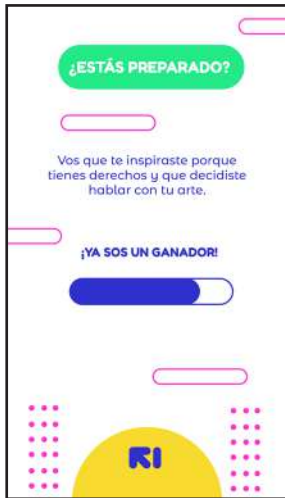 ¿ESTÁS PREPARADO?
Vos que te inspiraste porque
tienes derechos y que decidiste
hablar con tu arte.
¡YA SOS UN GANADOR!